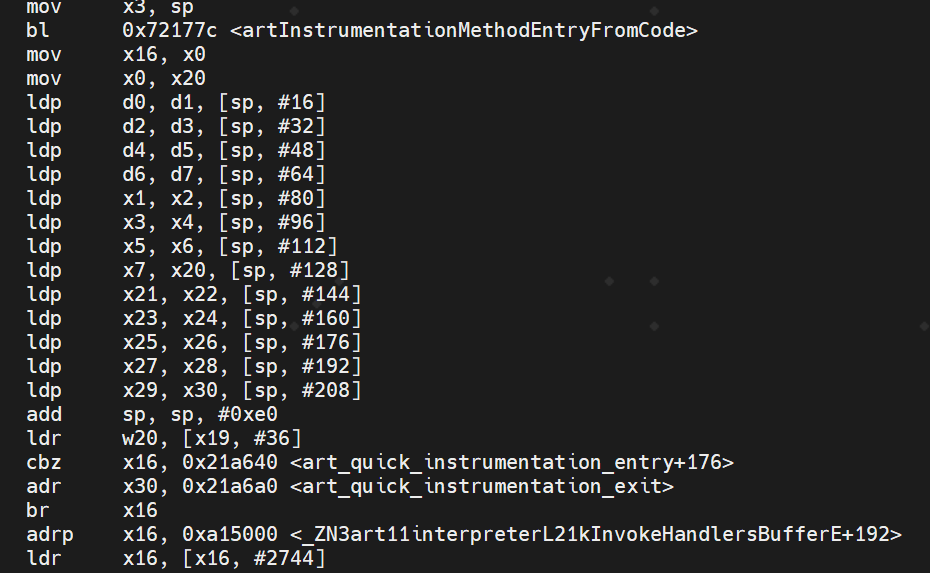 mov x3, sp
bl 0x72177c <artInstrumentationMethodEntryFromCode>
mov x16, x0
mov x0, x20
ldp d0, d1, [sp, #16]
ldp d2, d3, [sp, #32]
ldp d4, d5, [sp, #48]
ldp d6, d7, [sp, #64]
ldp x1, x2, [sp, #80]
ldp x3, x4, [sp, #96]
ldp x5, x6, [sp, #112]
ldp x7, x20, [sp, #128]
ldp x21, x22, [sp, #144]
ldp x23, x24, [sp, #160]
ldp x25, x26, [sp, #176]
ldp x27, x28, [sp, #192]
ldp x29, x30, [sp, #208]
add sp, sp, #0xe0
ldr w20, [x19, #36]
cbz x16, 0x21a640 <art_quick_instrumentation_entry+176>
adr x30, 0x21a6a0 <art_quick_instrumentation_exit>
br x16
adrp x16, 0xa15000 <_ZN3art11interpreterL21kInvokeHandlersBufferE+192>
ldr x16, [x16, #2744]